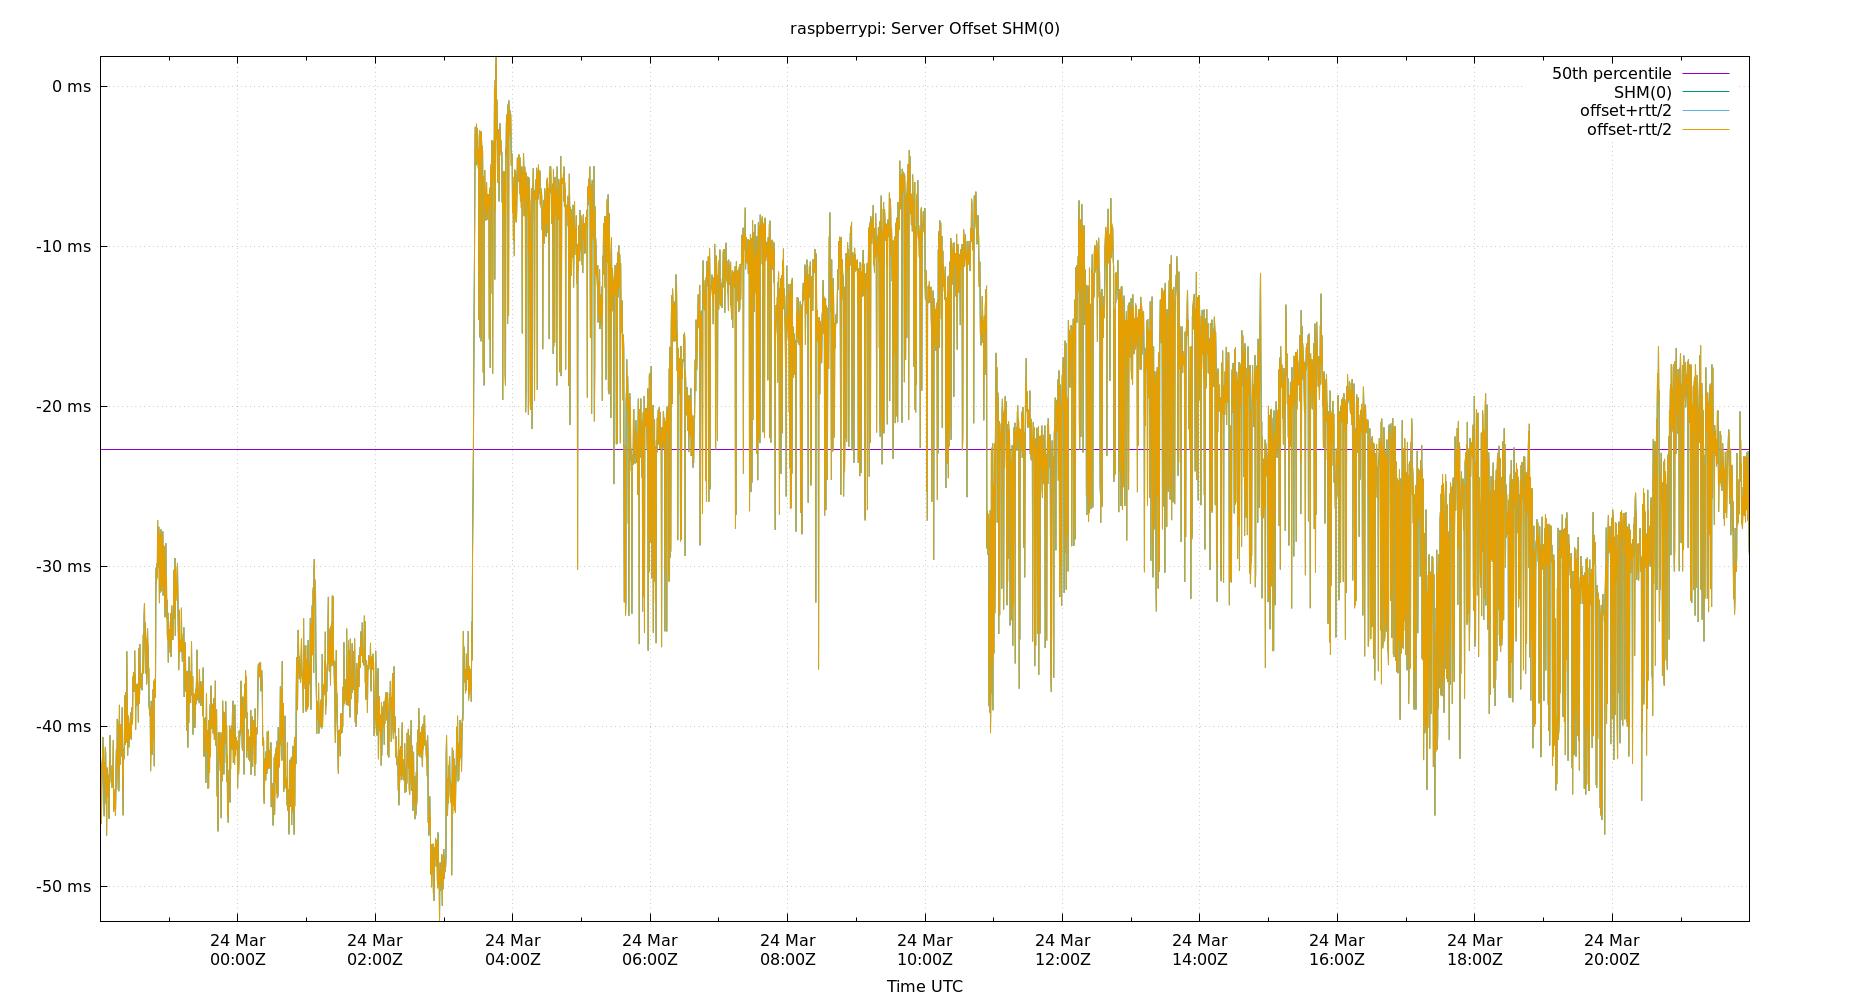 raspberrypi: Server Offset SHM(0)
50th percentile
SHM(0)
offset+rtt/2
offset-rtt/2
0 ms
-10 ms
-20 ms
-30 ms
-40 ms
-50 ms
24 Mar 24 Mar 24 Mar 24 Mar 24 Mar 24 Mar 24 Mar 24 Mar 24 Mar 24 Mar 24 Mar
00:00Z 02:00Z 04:00Z 06:00Z 08:00Z 10:00Z 12:00Z 14:00Z 16:00Z 18:00Z 20:00Z
Time UTC